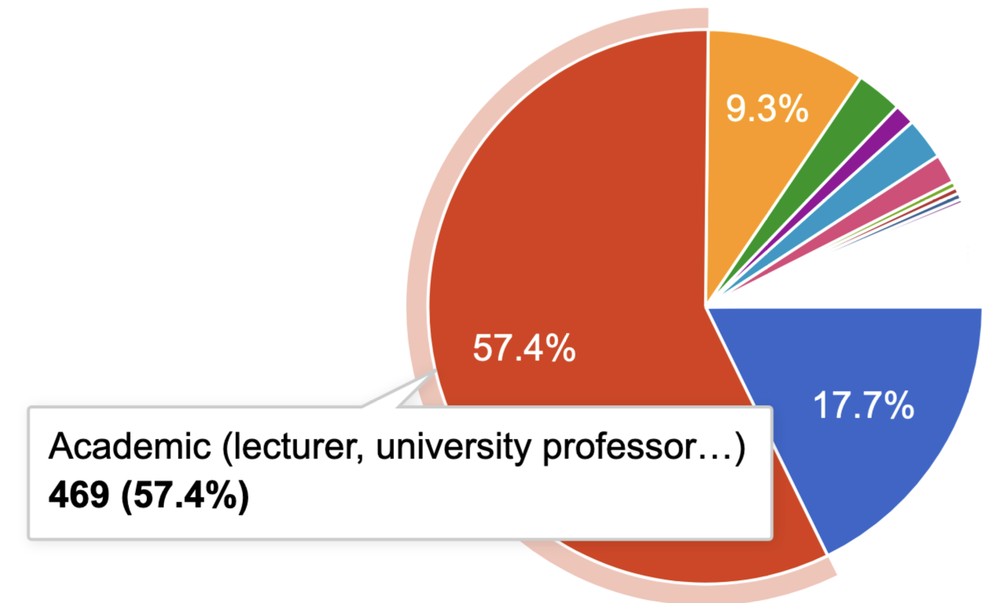 9.3%
57.4%
17.7%
Academic (lecturer, university professor…)
469 (57.4%)